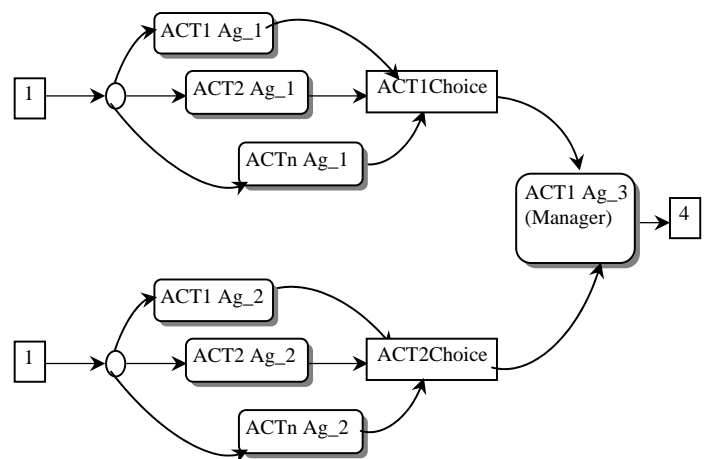 ACT1 Ag_1
1
ACT2 Ag_1
ACT1Choice
ACTn Ag_1
ACT1 Ag_3
(Manager)
4
ACT1 Ag_2
1
ACT2 Ag_2
ACT2Choice
ACTn Ag_2